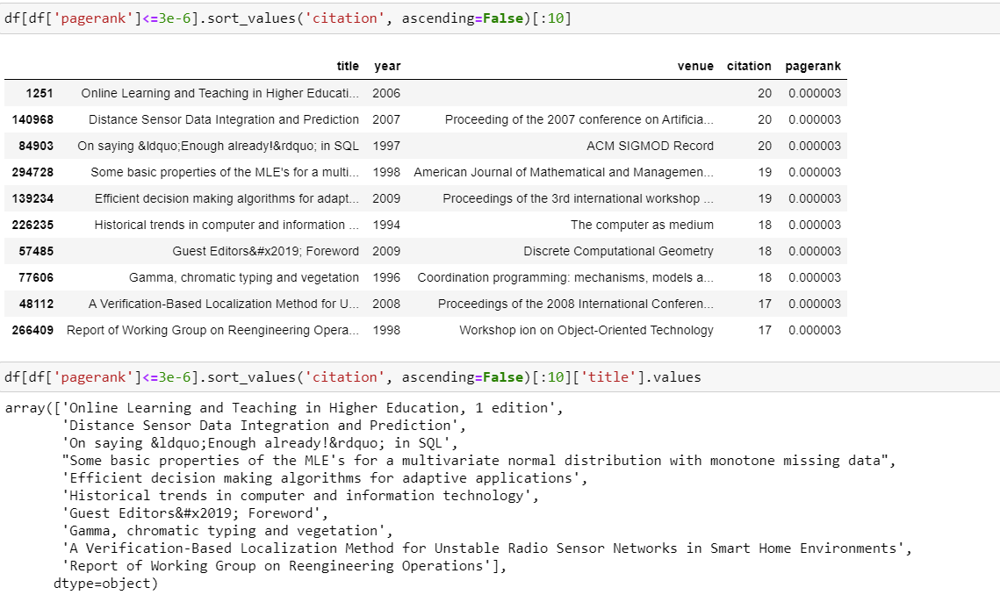 df[df['pagerank']<=3e-6].sort_values('citation', ascending=False)[:10]
title year venue citation pagerank
1251 Online Learning and Teaching in Higher Educati... 2006 20 0.000003
140968 Distance Sensor Data Integration and Prediction 2007 Proceeding of the 2007 conference on Artificia... 20 0.000003
84903 On saying &ldquo;Enough already!&rdquo; in SQL 1997 ACM SIGMOD Record 20 0.000003
294728 Some basic properties of the MLE's for a multi... 1998 American Journal of Mathematical and Managemen... 19 0.000003
139234 Efficient decision making algorithms for adapt... 2009 Proceedings of the 3rd international workshop ... 19 0.000003
226235 Historical trends in computer and information ... 1994 The computer as medium 18 0.000003
57485 Guest Editors&#x2019; Foreword 2009 Discrete Computational Geometry 18 0.000003
77606 Gamma, chromatic typing and vegetation 1996 Coordination programming: mechanisms, models a... 18 0.000003
48112 A Verification-Based Localization Method for U... 2008 Proceedings of the 2008 International Conferen... 17 0.000003
266409 Report of Working Group on Reengineering Opera... 1998 Workshop ion on Object-Oriented Technology 17 0.000003
df[df['pagerank']<=3e-6].sort_values('citation', ascending=False)[:10]['title'].values
array(['Online Learning and Teaching in Higher Education, 1 edition',
'Distance Sensor Data Integration and Prediction',
'On saying &ldquo;Enough already!&rdquo; in SQL',
"Some basic properties of the MLE's for a multivariate normal distribution with monotone missing data",
'Efficient decision making algorithms for adaptive applications',
'Historical trends in computer and information technology',
'Guest Editors&#x2019; Foreword',
'Gamma, chromatic typing and vegetation',
'A Verification-Based Localization Method for Unstable Radio Sensor Networks in Smart Home Environments',
'Report of Working Group on Reengineering Operations'],
dtype=object)